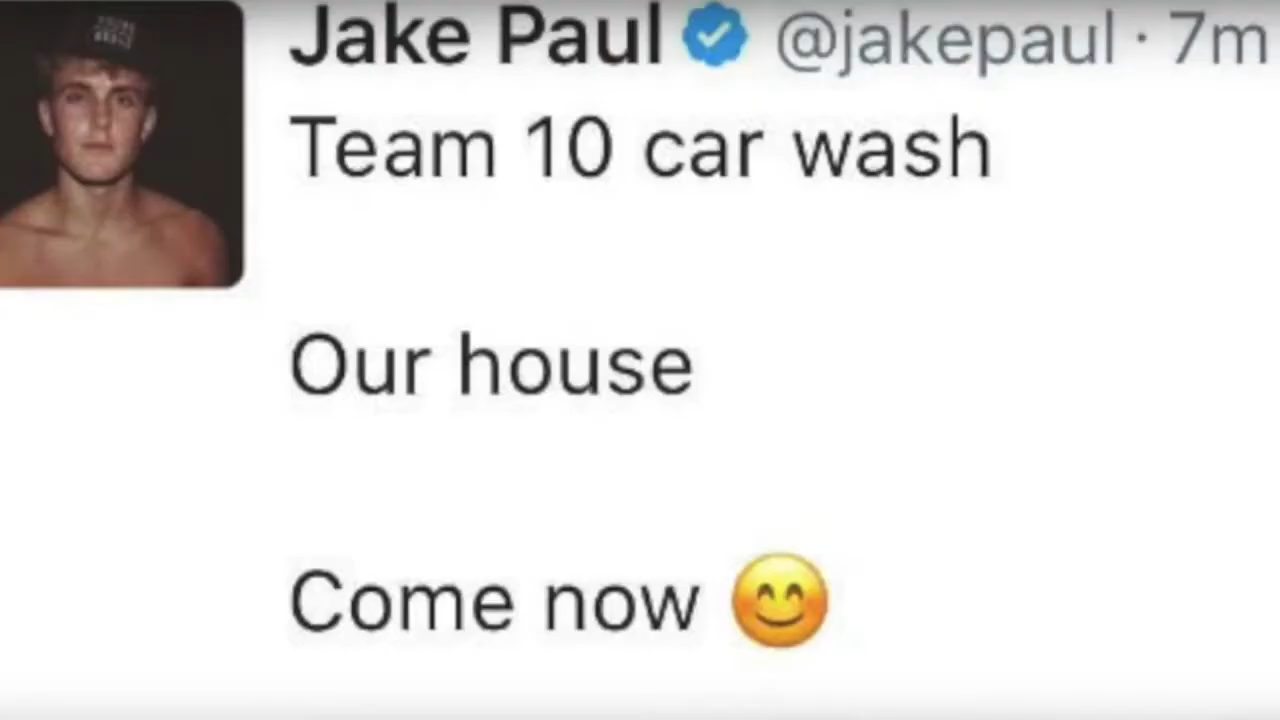 Jake Paul @jakepaul · 7m
Team 10 car wash
Our house
Come now 😊